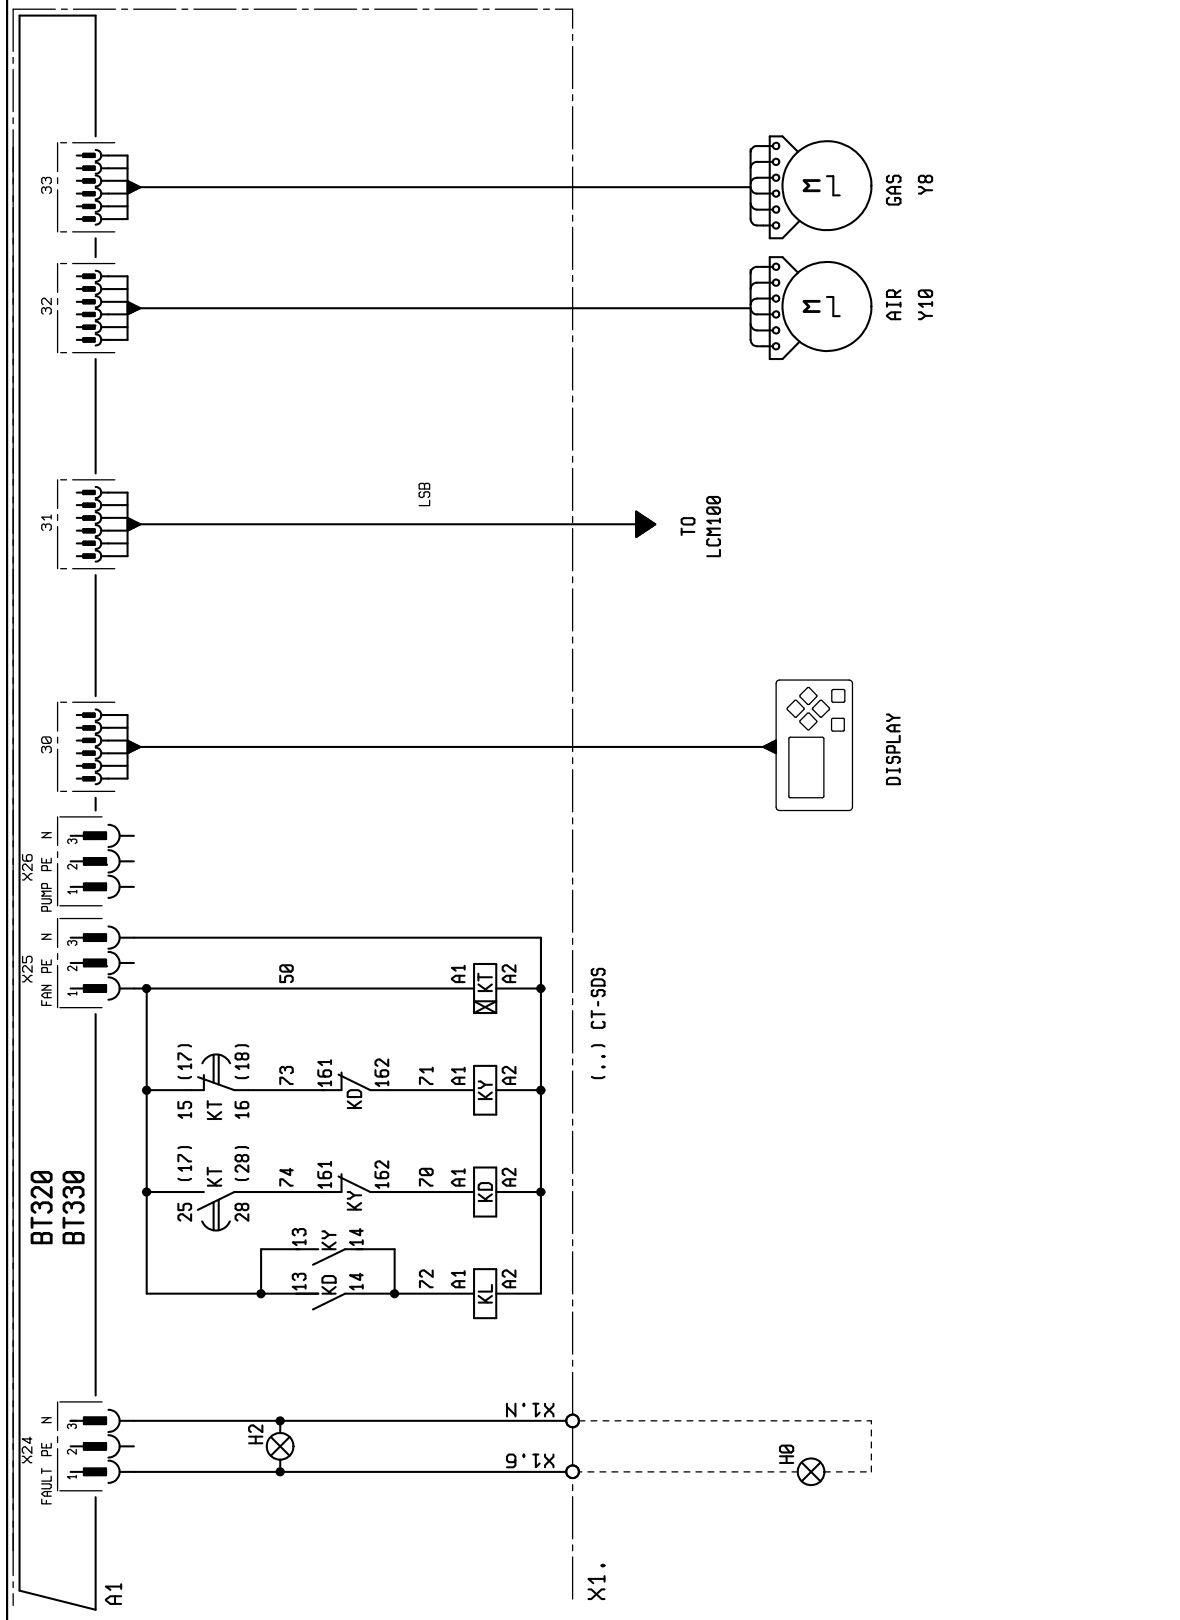 A1
BT320
BT330
X24
FAULT PE N
1 2 3
X25
FAN PE N
1 2 3
X26
PUMP PE N
1 2 3
30
31
32
33
H2
X1.6
X1.N
H0
X1.
13
KD
14
13
KY
14
72
A1
KL
A2
25 (17)
KT
28 (28)
74
161
KY
162
70
A1
KD
A2
15 (17)
KT
16 (18)
73
161
KD
162
71
A1
KY
A2
50
A1
KT
A2
(..) CT-SDS
DISPLAY
LSB
TO
LCM100
M
AIR
Y10
M
GAS
Y8